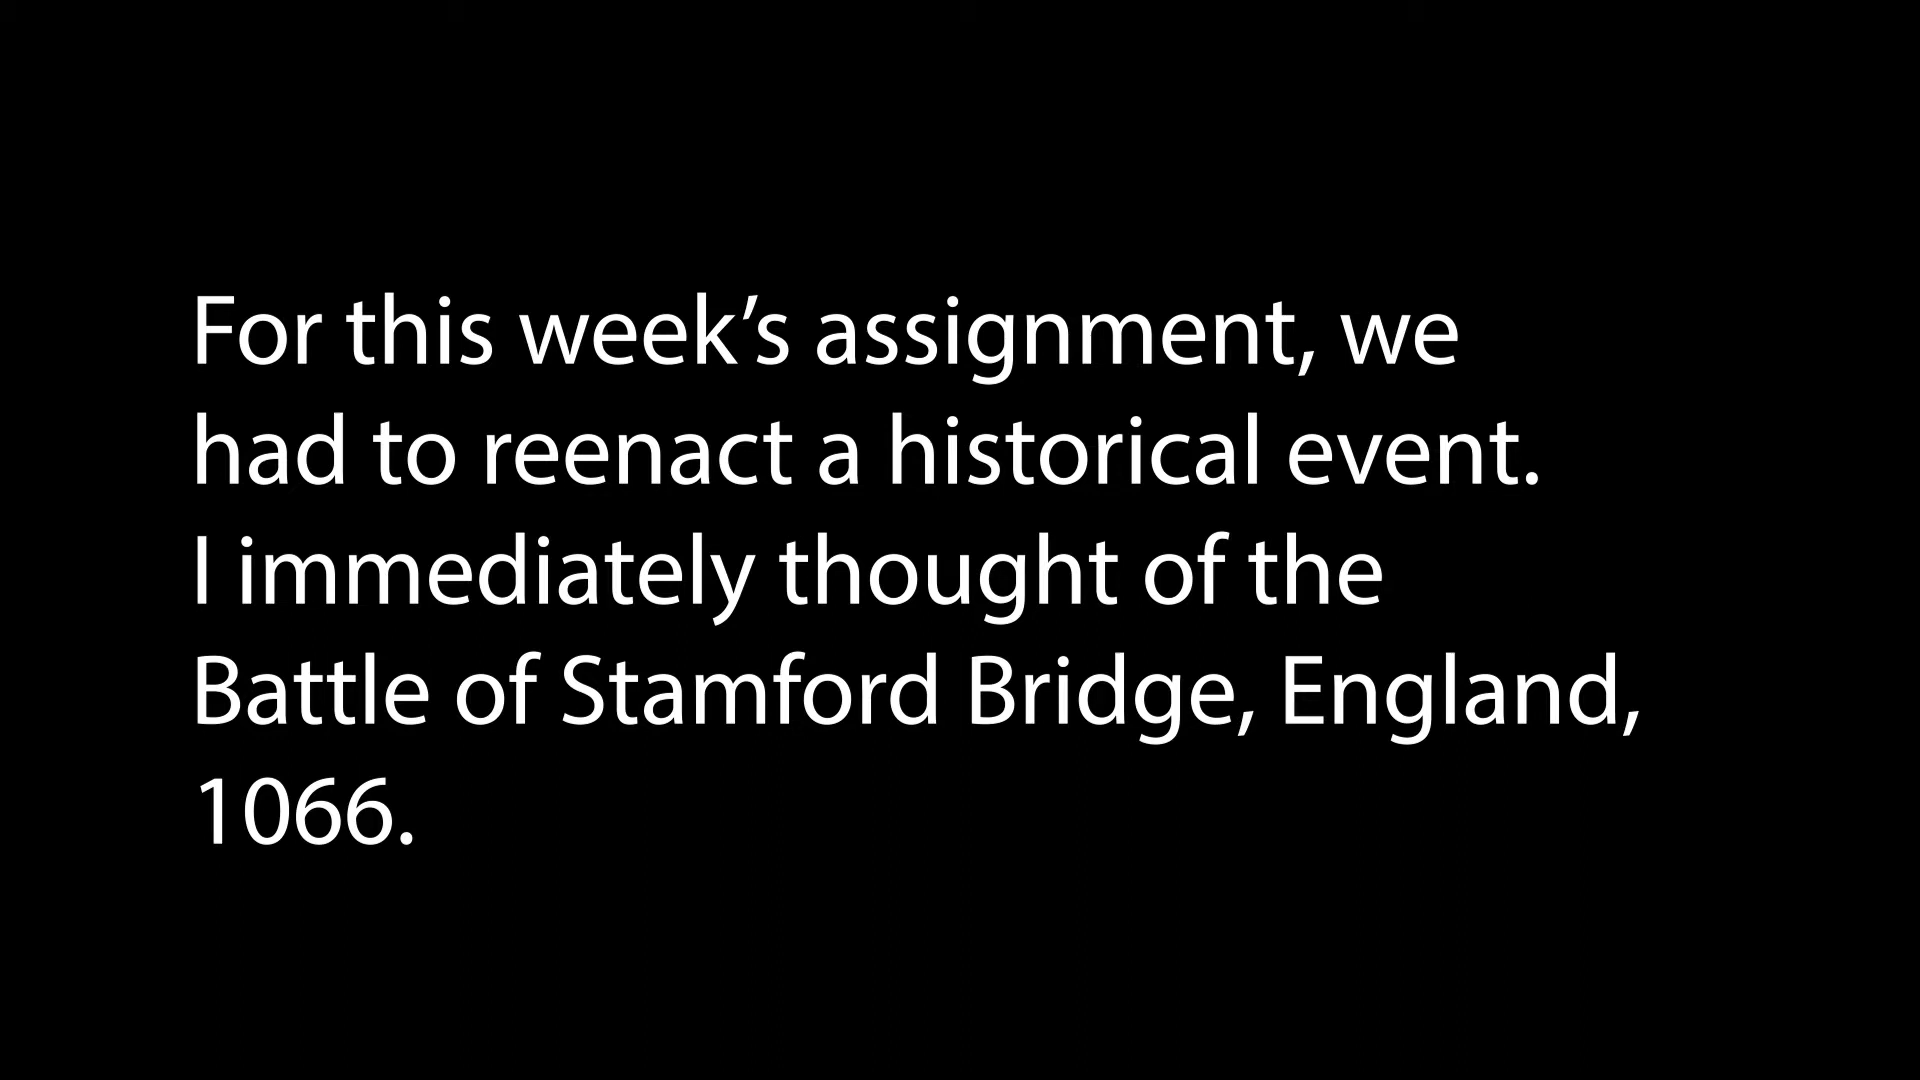 For this week’s assignment, we
had to reenact a historical event.
I immediately thought of the
Battle of Stamford Bridge, England,
1066.